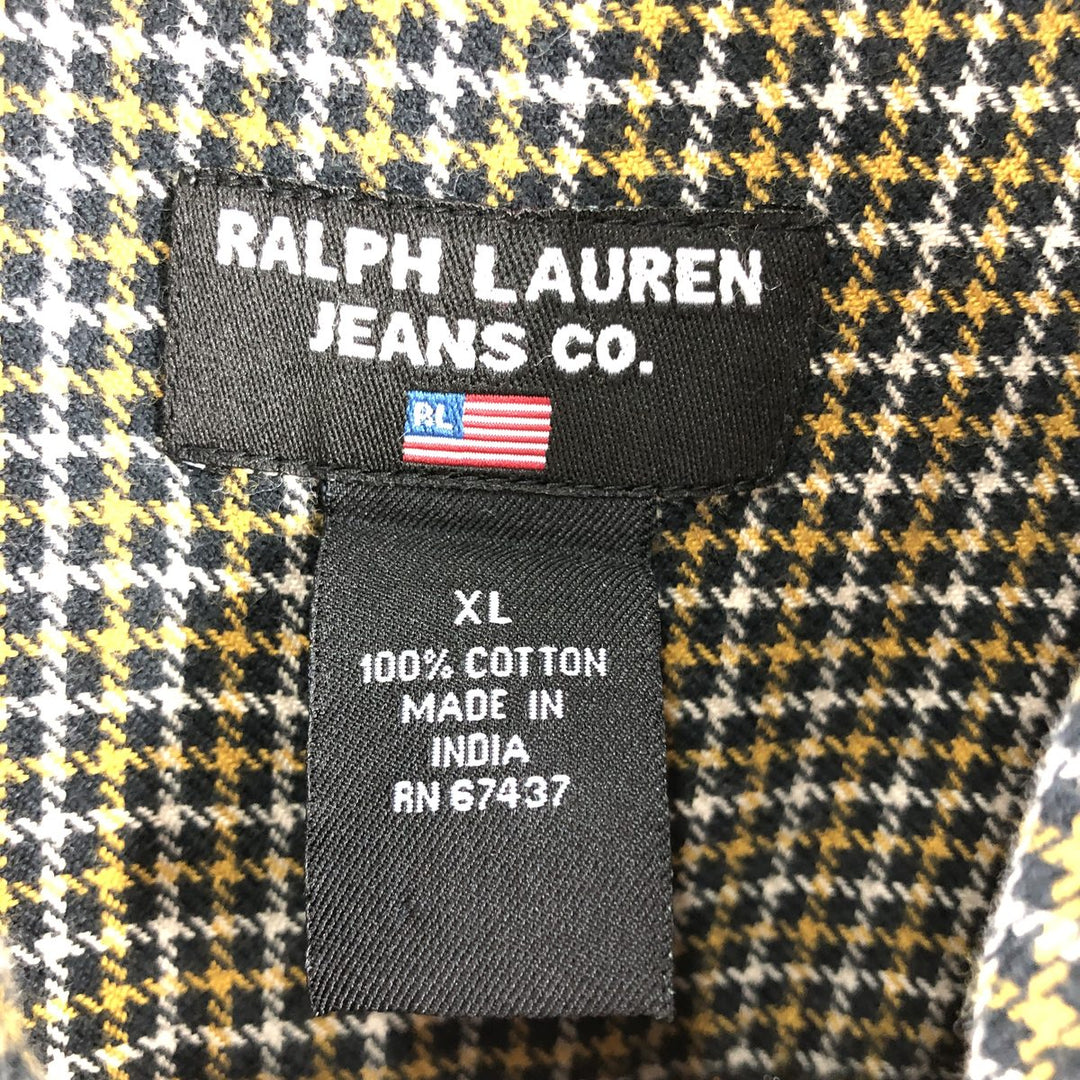 RALPH LAUREN
JEANS CO.
RL
XL
100% COTTON
MADE IN
INDIA
RN 67437